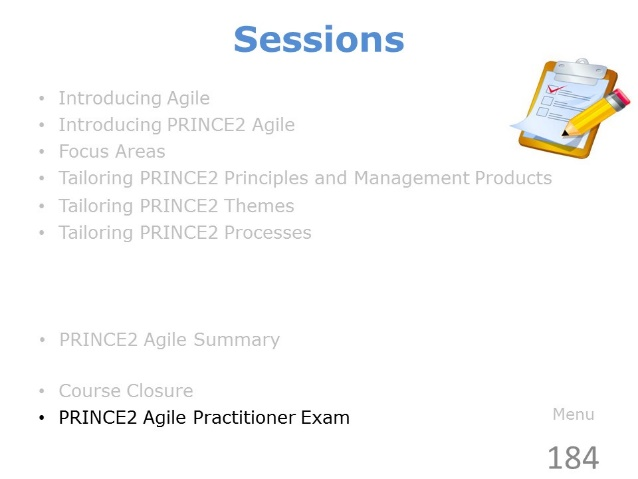 Sessions
• Introducing Agile
• Introducing PRINCE2 Agile
• Focus Areas
• Tailoring PRINCE2 Principles and Management Products
• Tailoring PRINCE2 Themes
• Tailoring PRINCE2 Processes
• PRINCE2 Agile Summary
• Course Closure
• PRINCE2 Agile Practitioner Exam
Menu
184